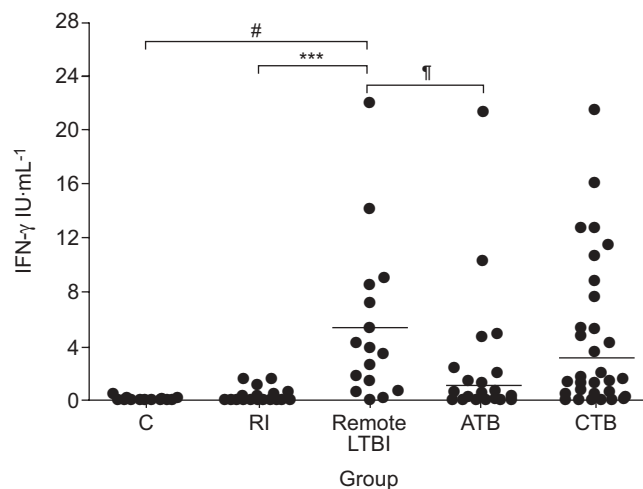 28
24
20
16
12
8
4
0
IFN-γ IU·mL⁻¹
#
***
¶
C
RI
Remote
LTBI
ATB
CTB
Group